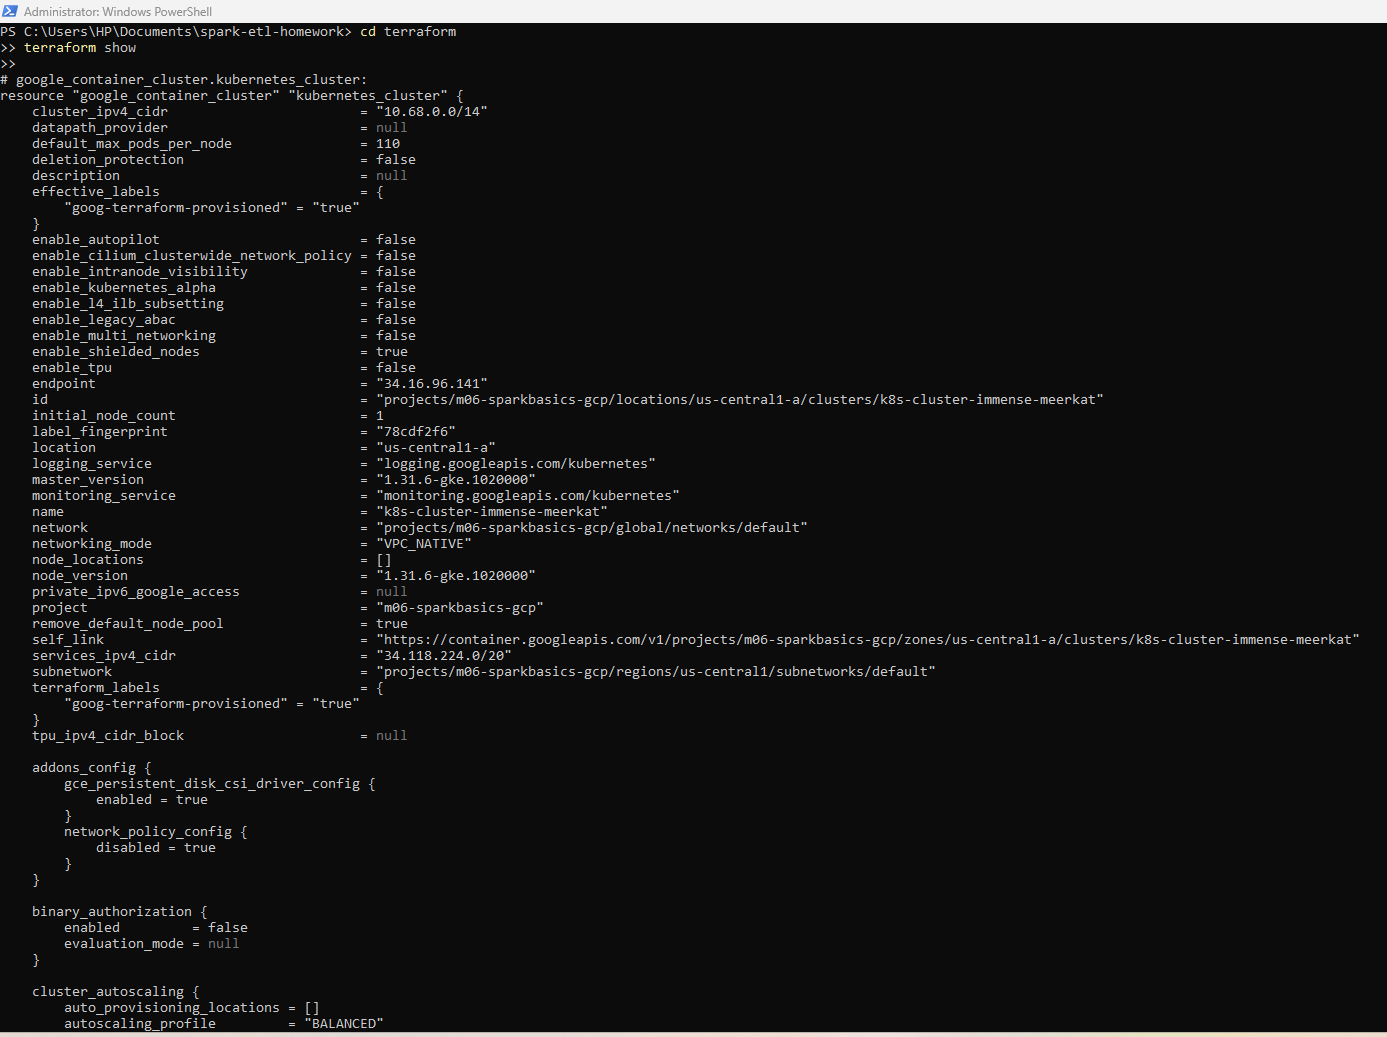 Administrator: Windows PowerShell
PS C:\Users\HP\Documents\spark-etl-homework> cd terraform
>> terraform show
>>
# google_container_cluster.kubernetes_cluster:
resource "google_container_cluster" "kubernetes_cluster" {
    cluster_ipv4_cidr                        = "10.68.0.0/14"
    datapath_provider                        = null
    default_max_pods_per_node                = 110
    deletion_protection                      = false
    description                              = null
    effective_labels                         = {
        "goog-terraform-provisioned" = "true"
    }
    enable_autopilot                         = false
    enable_cilium_clusterwide_network_policy = false
    enable_intranode_visibility              = false
    enable_kubernetes_alpha                  = false
    enable_l4_ilb_subsetting                 = false
    enable_legacy_abac                       = false
    enable_multi_networking                  = false
    enable_shielded_nodes                    = true
    enable_tpu                               = false
    endpoint                                 = "34.16.96.141"
    id                                       = "projects/m06-sparkbasics-gcp/locations/us-central1-a/clusters/k8s-cluster-immense-meerkat"
    initial_node_count                       = 1
    label_fingerprint                        = "78cdf2f6"
    location                                 = "us-central1-a"
    logging_service                          = "logging.googleapis.com/kubernetes"
    master_version                           = "1.31.6-gke.1020000"
    monitoring_service                       = "monitoring.googleapis.com/kubernetes"
    name                                     = "k8s-cluster-immense-meerkat"
    network                                  = "projects/m06-sparkbasics-gcp/global/networks/default"
    networking_mode                          = "VPC_NATIVE"
    node_locations                           = []
    node_version                             = "1.31.6-gke.1020000"
    private_ipv6_google_access               = null
    project                                  = "m06-sparkbasics-gcp"
    remove_default_node_pool                 = true
    self_link                                = "https://container.googleapis.com/v1/projects/m06-sparkbasics-gcp/zones/us-central1-a/clusters/k8s-cluster-immense-meerkat"
    services_ipv4_cidr                       = "34.118.224.0/20"
    subnetwork                               = "projects/m06-sparkbasics-gcp/regions/us-central1/subnetworks/default"
    terraform_labels                         = {
        "goog-terraform-provisioned" = "true"
    }
    tpu_ipv4_cidr_block                      = null

    addons_config {
        gce_persistent_disk_csi_driver_config {
            enabled = true
        }
        network_policy_config {
            disabled = true
        }
    }

    binary_authorization {
        enabled         = false
        evaluation_mode = null
    }

    cluster_autoscaling {
        auto_provisioning_locations = []
        autoscaling_profile         = "BALANCED"